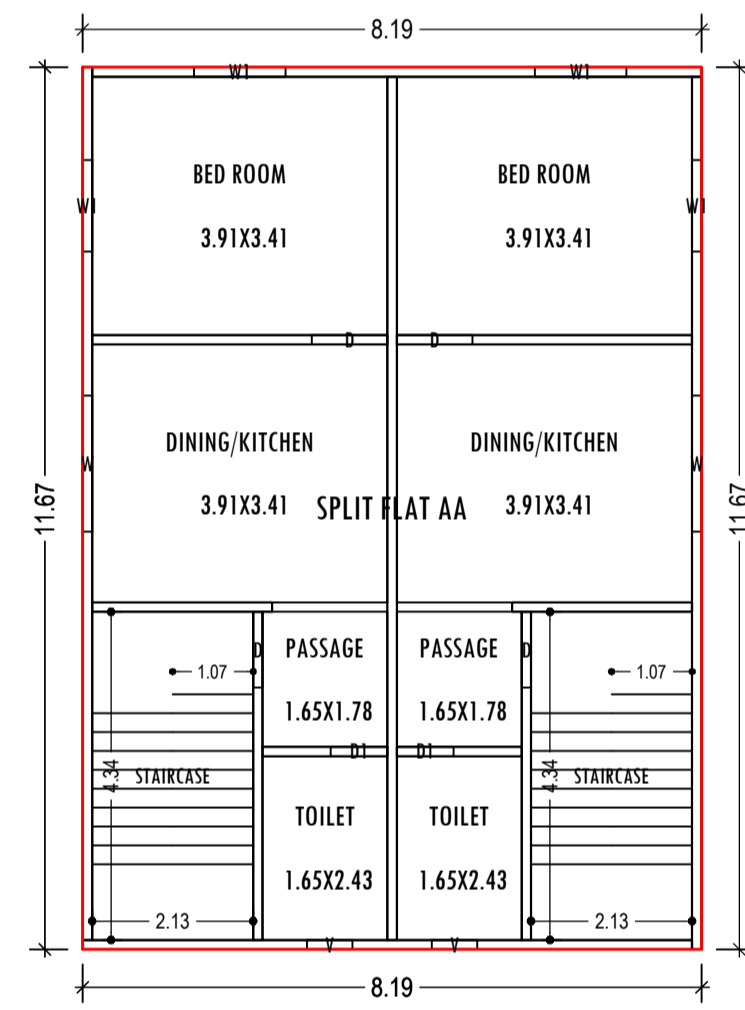 8.19
W1 W1
BED ROOM BED ROOM
W1 W1
3.91X3.41 3.91X3.41
D D
DINING/KITCHEN DINING/KITCHEN
W W
3.91X3.41 SPLIT FLAT AA 3.91X3.41
11.67 11.67
D PASSAGE PASSAGE D
1.07 1.07
1.65X1.78 1.65X1.78
D1 D1
4.34 STAIRCASE 4.34 STAIRCASE
TOILET TOILET
1.65X2.43 1.65X2.43
2.13 2.13
V V
8.19